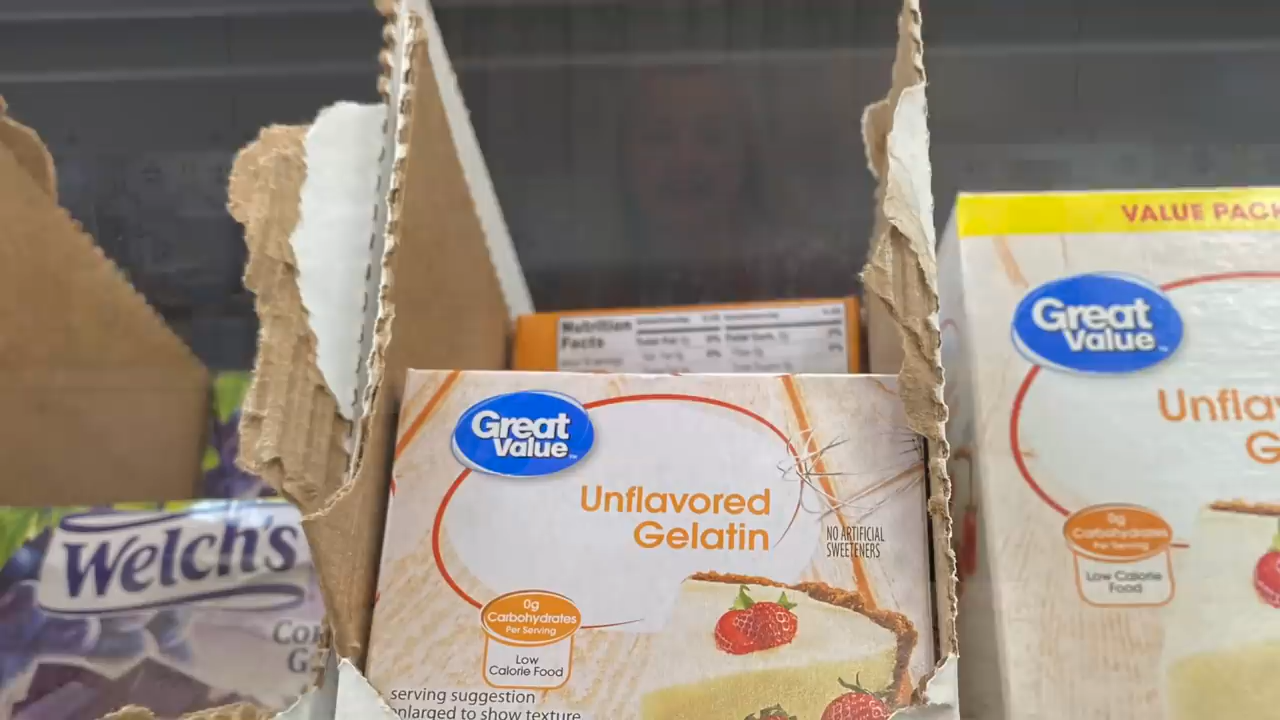 VALUE PACK
Nutrition
Facts
Great
Value
Unflavored
Gelatin
NO ARTIFICIAL
SWEETENERS
0g
Carbohydrates
Per Serving
Low
Calorie Food
serving suggestion
enlarged to show texture
Great
Value
Unfla
G
0g
Carbohydrates
Per Serving
Low Calorie
Food
Welch's